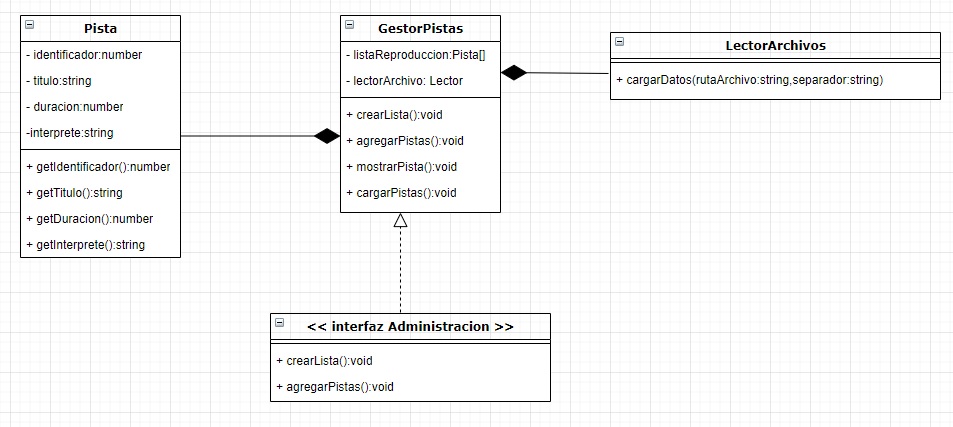 Pista
- identificador:number
- titulo:string
- duracion:number
-interprete:string
+ getIdentificador():number
+ getTitulo():string
+ getDuracion():number
+ getInterprete():string
GestorPistas
- listaReproduccion:Pista[]
- lectorArchivo: Lector
+ crearLista():void
+ agregarPistas():void
+ mostrarPista():void
+ cargarPistas():void
LectorArchivos
+ cargarDatos(rutaArchivo:string,separador:string)
<< interfaz Administracion >>
+ crearLista():void
+ agregarPistas():void